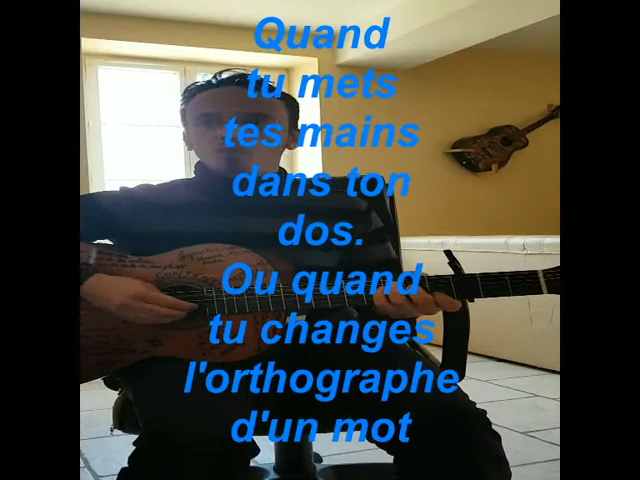 Quand
tu mets
tes mains
dans ton
dos.
Ou quand
tu changes
l'orthographe
d'un mot